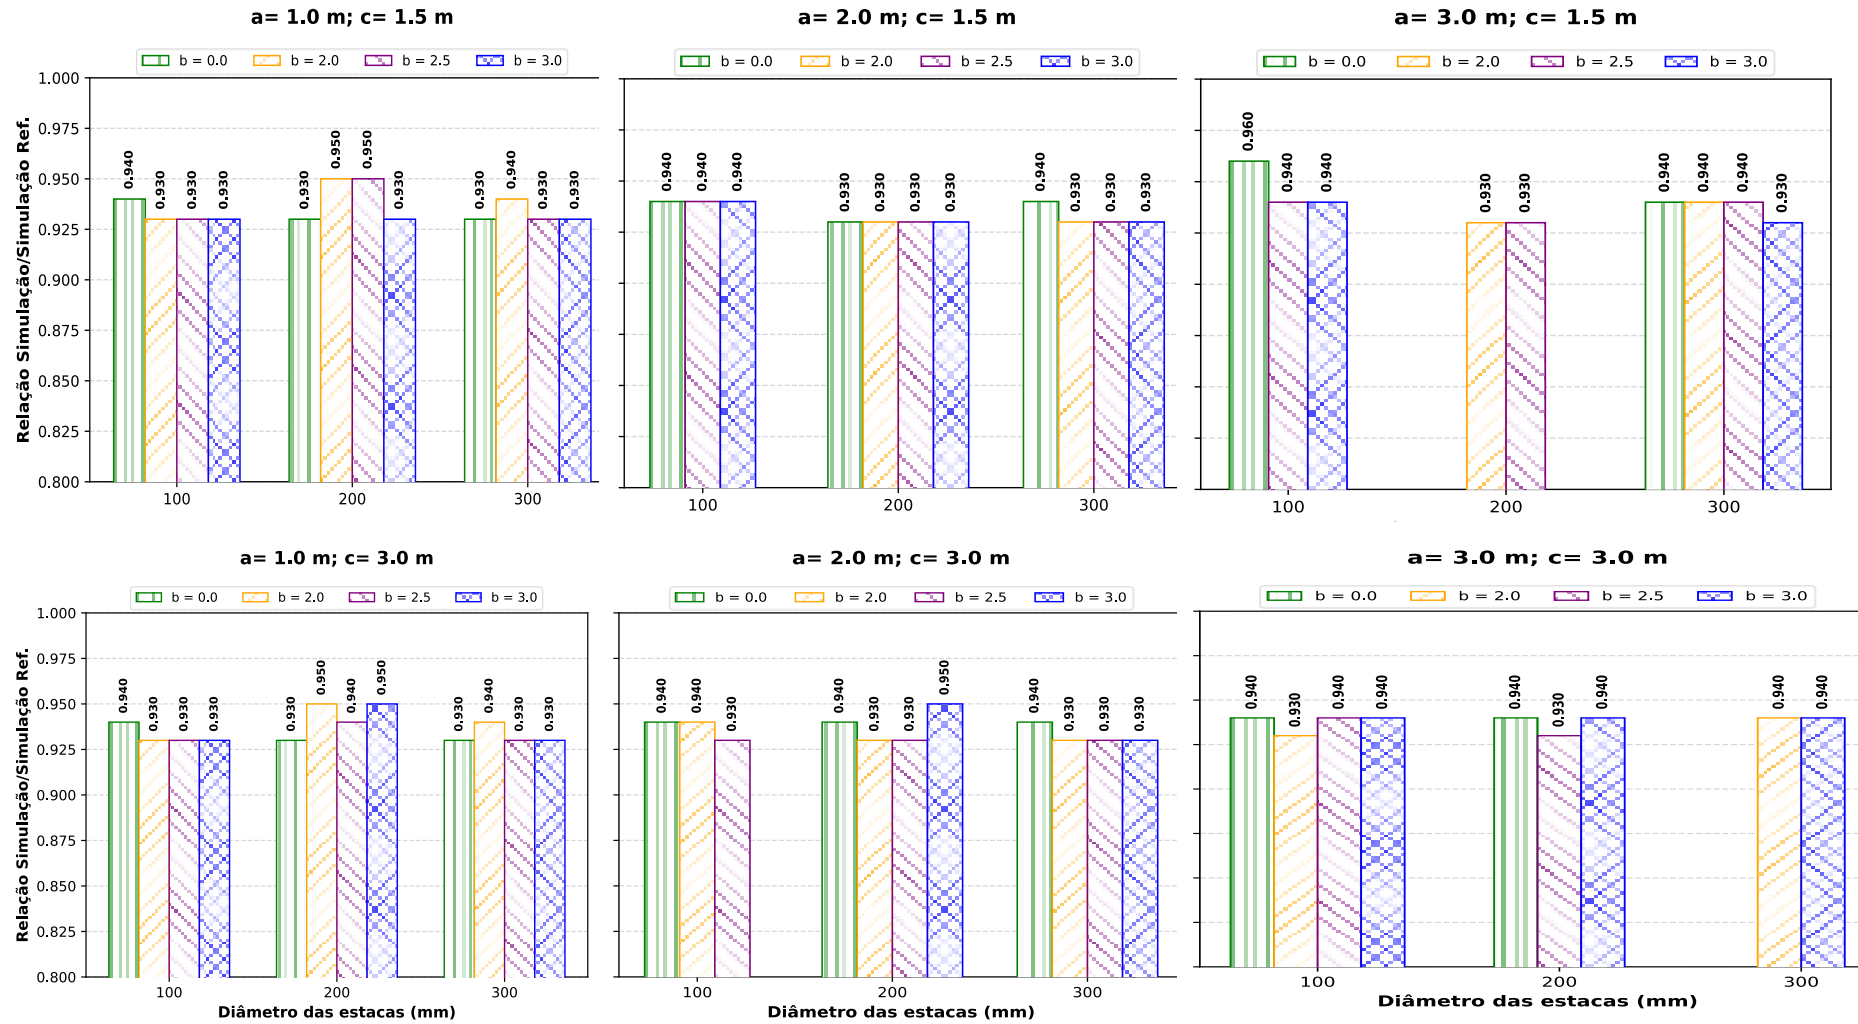 a= 1.0 m; c= 1.5 m
b = 0.0 b = 2.0 b = 2.5 b = 3.0
Relação Simulação/Simulação Ref.
1.000
0.975
0.950
0.925
0.900
0.875
0.850
0.825
0.800
0.940 0.930 0.930 0.930 0.930 0.950 0.950 0.930 0.930 0.940 0.930 0.930
100 200 300
a= 2.0 m; c= 1.5 m
b = 0.0 b = 2.0 b = 2.5 b = 3.0
0.940 0.940 0.940 0.930 0.930 0.930 0.930 0.940 0.930 0.930 0.930
100 200 300
a= 3.0 m; c= 1.5 m
b = 0.0 b = 2.0 b = 2.5 b = 3.0
0.960 0.940 0.940 0.930 0.930 0.940 0.940 0.940 0.930
100 200 300
a= 1.0 m; c= 3.0 m
b = 0.0 b = 2.0 b = 2.5 b = 3.0
Relação Simulação/Simulação Ref.
1.000
0.975
0.950
0.925
0.900
0.875
0.850
0.825
0.800
0.940 0.930 0.930 0.930 0.930 0.950 0.940 0.950 0.930 0.940 0.930 0.930
100 200 300
Diâmetro das estacas (mm)
a= 2.0 m; c= 3.0 m
b = 0.0 b = 2.0 b = 2.5 b = 3.0
0.940 0.940 0.930 0.940 0.930 0.930 0.950 0.940 0.930 0.930 0.930
100 200 300
Diâmetro das estacas (mm)
a= 3.0 m; c= 3.0 m
b = 0.0 b = 2.0 b = 2.5 b = 3.0
0.940 0.930 0.940 0.940 0.940 0.930 0.940 0.940 0.940
100 200 300
Diâmetro das estacas (mm)